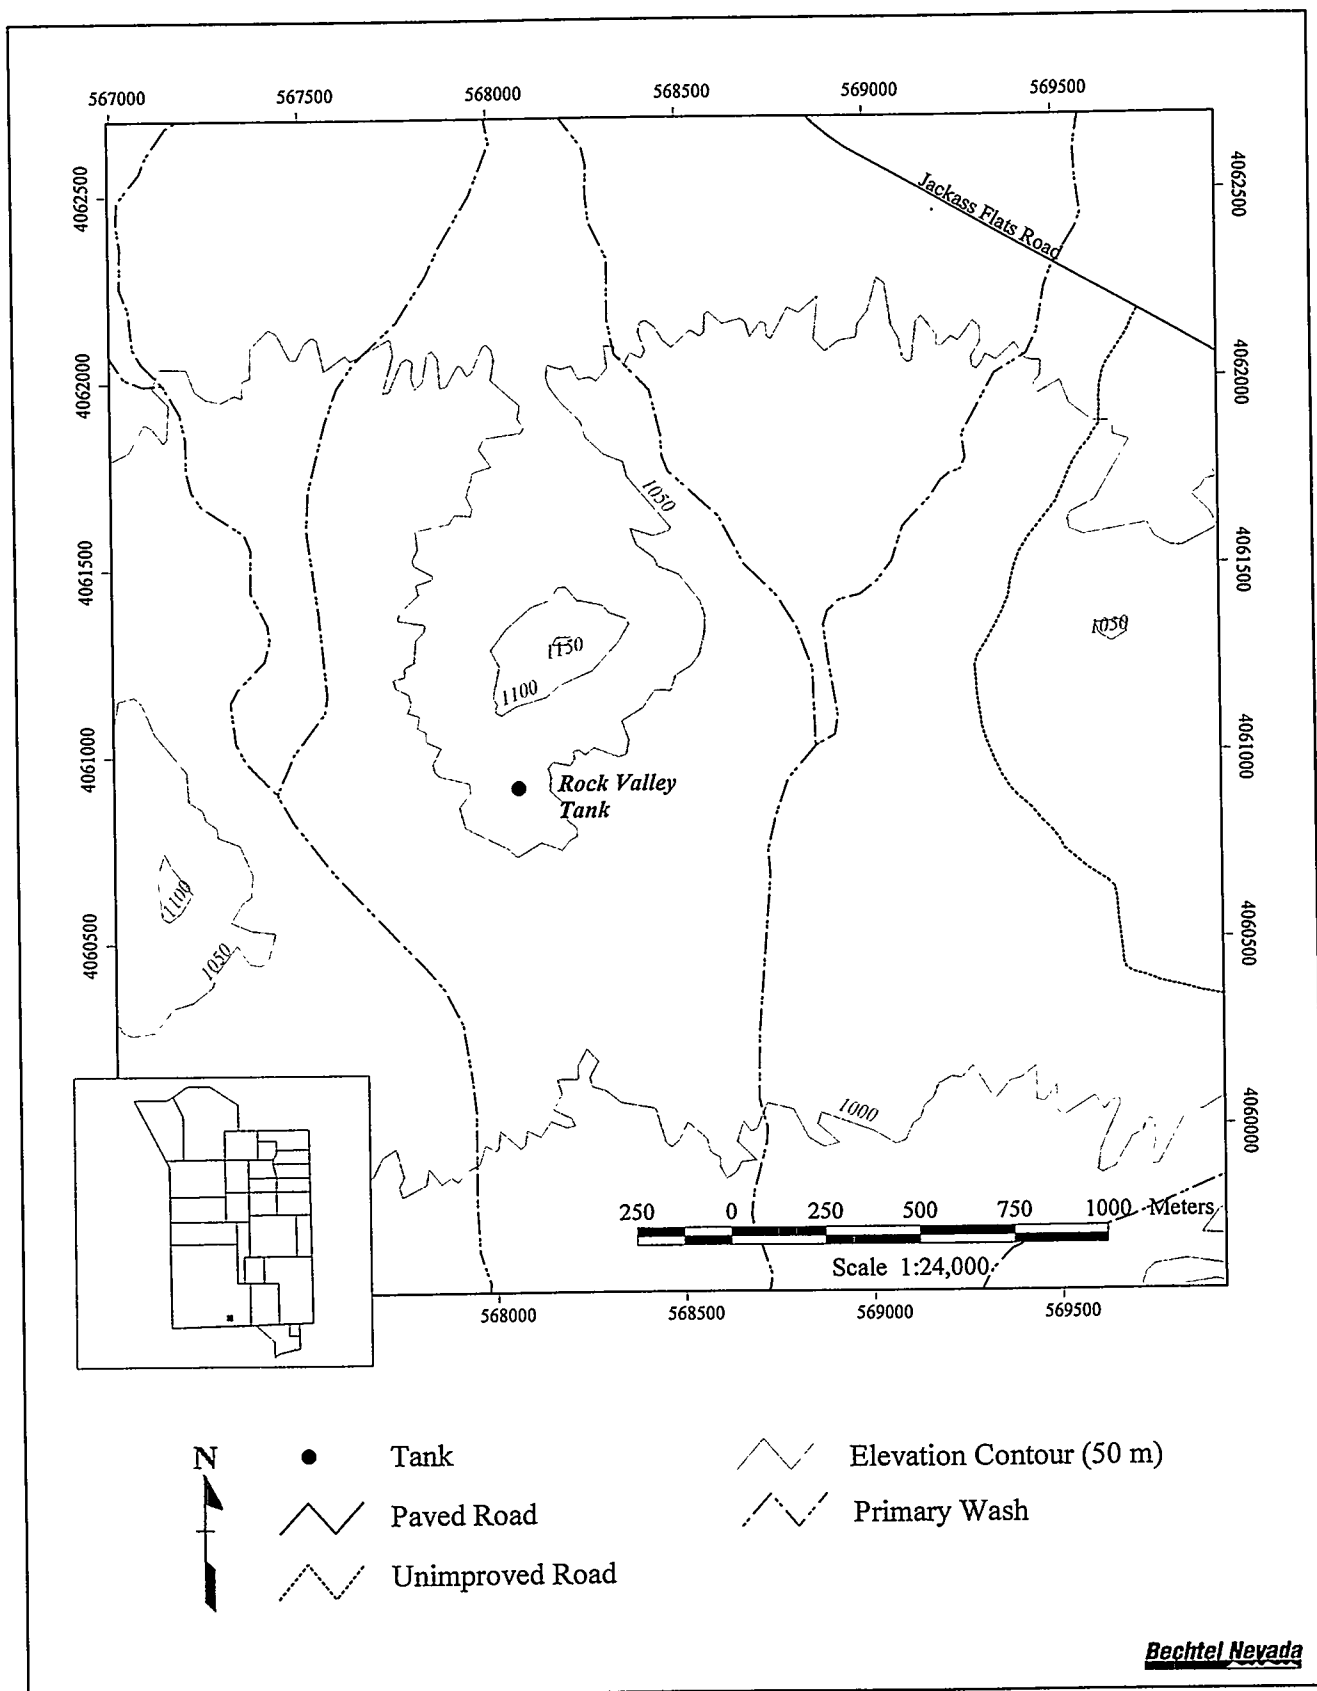 567000 567500 568000 568500 569000 569500
4062500
4062500
Jackass Flats Road
4062000
4062000
1050
4061500
4061500
1050
1150
1100
4061000
4061000
Rock Valley
Tank
1100
4060500
4060500
1050
1000
4060000
250 0 250 500 750 1000 Meters
Scale 1:24,000
568000 568500 569000 569500
N
Tank
Elevation Contour (50 m)
Paved Road
Primary Wash
Unimproved Road
Bechtel Nevada